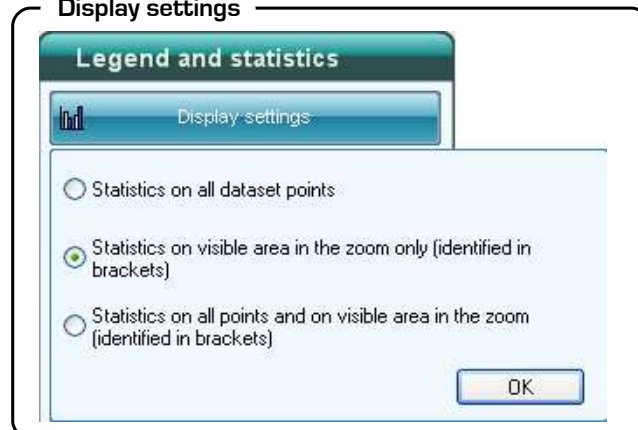 Display settings
Legend and statistics
Display settings
Statistics on all dataset points
Statistics on visible area in the zoom only (identified in
brackets)
Statistics on all points and on visible area in the zoom
(identified in brackets)
OK